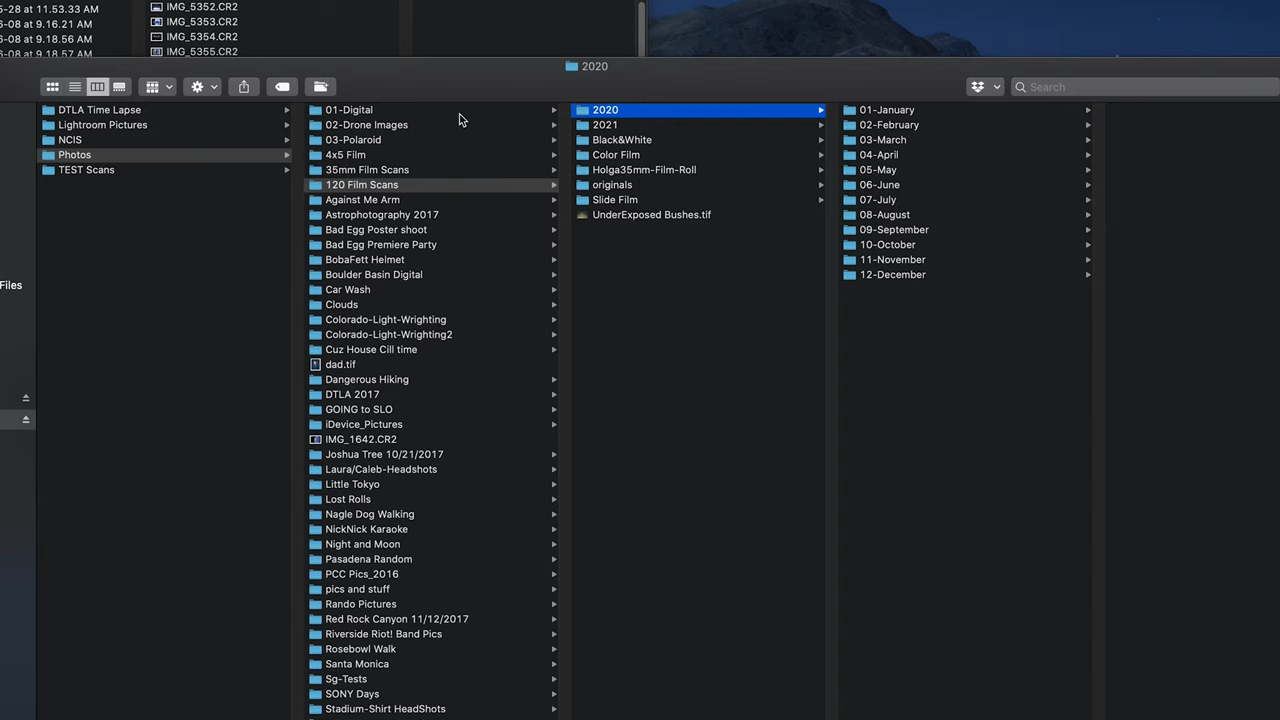 5-28 at 11.53.33 AM
6-08 at 9.16.21 AM
6-08 at 9.18.56 AM
6-08 at 9.18.57 AM
IMG_5352.CR2
IMG_5353.CR2
IMG_5354.CR2
IMG_5355.CR2
2020
Search
Files
DTLA Time Lapse
Lightroom Pictures
NCIS
Photos
TEST Scans
01-Digital
02-Drone Images
03-Polaroid
4x5 Film
35mm Film Scans
120 Film Scans
Against Me Arm
Astrophotography 2017
Bad Egg Poster shoot
Bad Egg Premiere Party
BobaFett Helmet
Boulder Basin Digital
Car Wash
Clouds
Colorado-Light-Wrighting
Colorado-Light-Wrighting2
Cuz House Cill time
dad.tif
Dangerous Hiking
DTLA 2017
GOING to SLO
iDevice_Pictures
IMG_1642.CR2
Joshua Tree 10/21/2017
Laura/Caleb-Headshots
Little Tokyo
Lost Rolls
Nagle Dog Walking
NickNick Karaoke
Night and Moon
Pasadena Random
PCC Pics_2016
pics and stuff
Rando Pictures
Red Rock Canyon 11/12/2017
Riverside Riot! Band Pics
Rosebowl Walk
Santa Monica
Sg-Tests
SONY Days
Stadium-Shirt HeadShots
2020
2021
Black&White
Color Film
Holga35mm-Film-Roll
originals
Slide Film
UnderExposed Bushes.tif
01-January
02-February
03-March
04-April
05-May
06-June
07-July
08-August
09-September
10-October
11-November
12-December